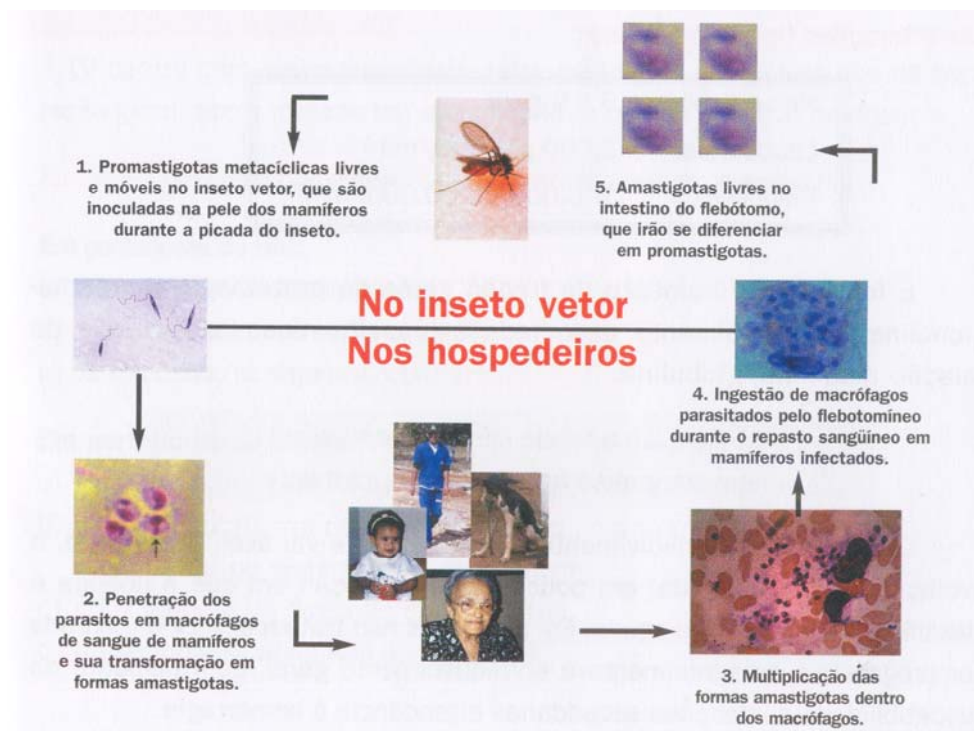 1. Promastigotas metacíclicas livres
e móveis no inseto vetor, que são
inoculadas na pele dos mamíferos
durante a picada do inseto.
5. Amastigotas livres no
intestino do flebótomo,
que irão se diferenciar
em promastigotas.
No inseto vetor
Nos hospedeiros
4. Ingestão de macrófagos
parasitados pelo flebotomíneo
durante o repasto sangüíneo em
mamíferos infectados.
2. Penetração dos
parasitos em macrófagos
de sangue de mamíferos
e sua transformação em
formas amastigotas.
3. Multiplicação das
formas amastigotas dentro
dos macrófagos.